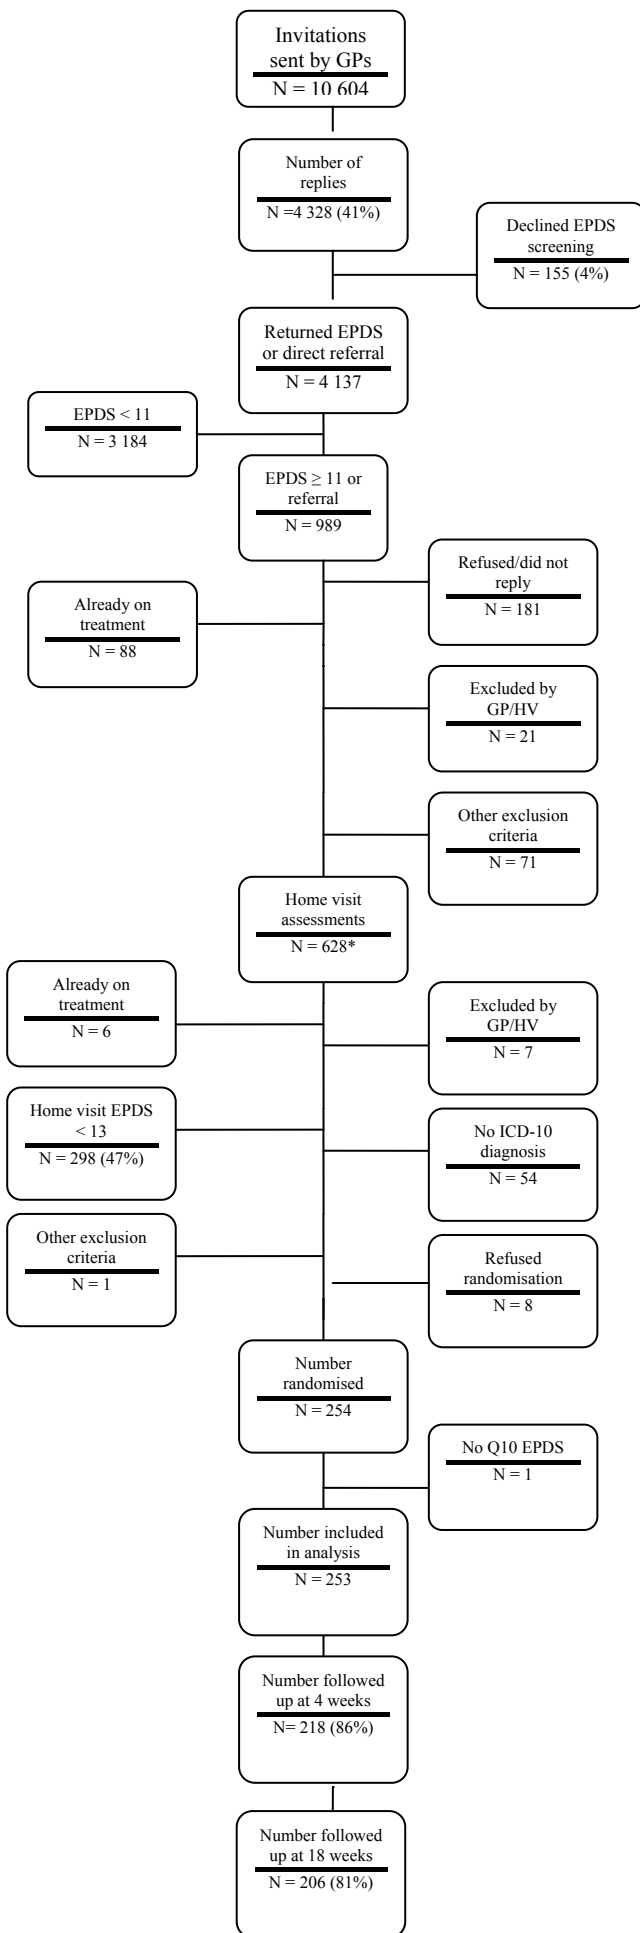 Invitations
sent by GPs
N = 10 604
Number of
replies
N =4 328 (41%)
Declined EPDS
screening
N = 155 (4%)
Returned EPDS
or direct referral
N = 4 137
EPDS < 11
N = 3 184
EPDS ≥ 11 or
referral
N = 989
Refused/did not
reply
N = 181
Already on
treatment
N = 88
Excluded by
GP/HV
N = 21
Other exclusion
criteria
N = 71
Home visit
assessments
N = 628*
Already on
treatment
N = 6
Excluded by
GP/HV
N = 7
Home visit EPDS
< 13
N = 298 (47%)
No ICD-10
diagnosis
N = 54
Other exclusion
criteria
N = 1
Refused
randomisation
N = 8
Number
randomised
N = 254
No Q10 EPDS
N = 1
Number included
in analysis
N = 253
Number followed
up at 4 weeks
N= 218 (86%)
Number followed
up at 18 weeks
N = 206 (81%)